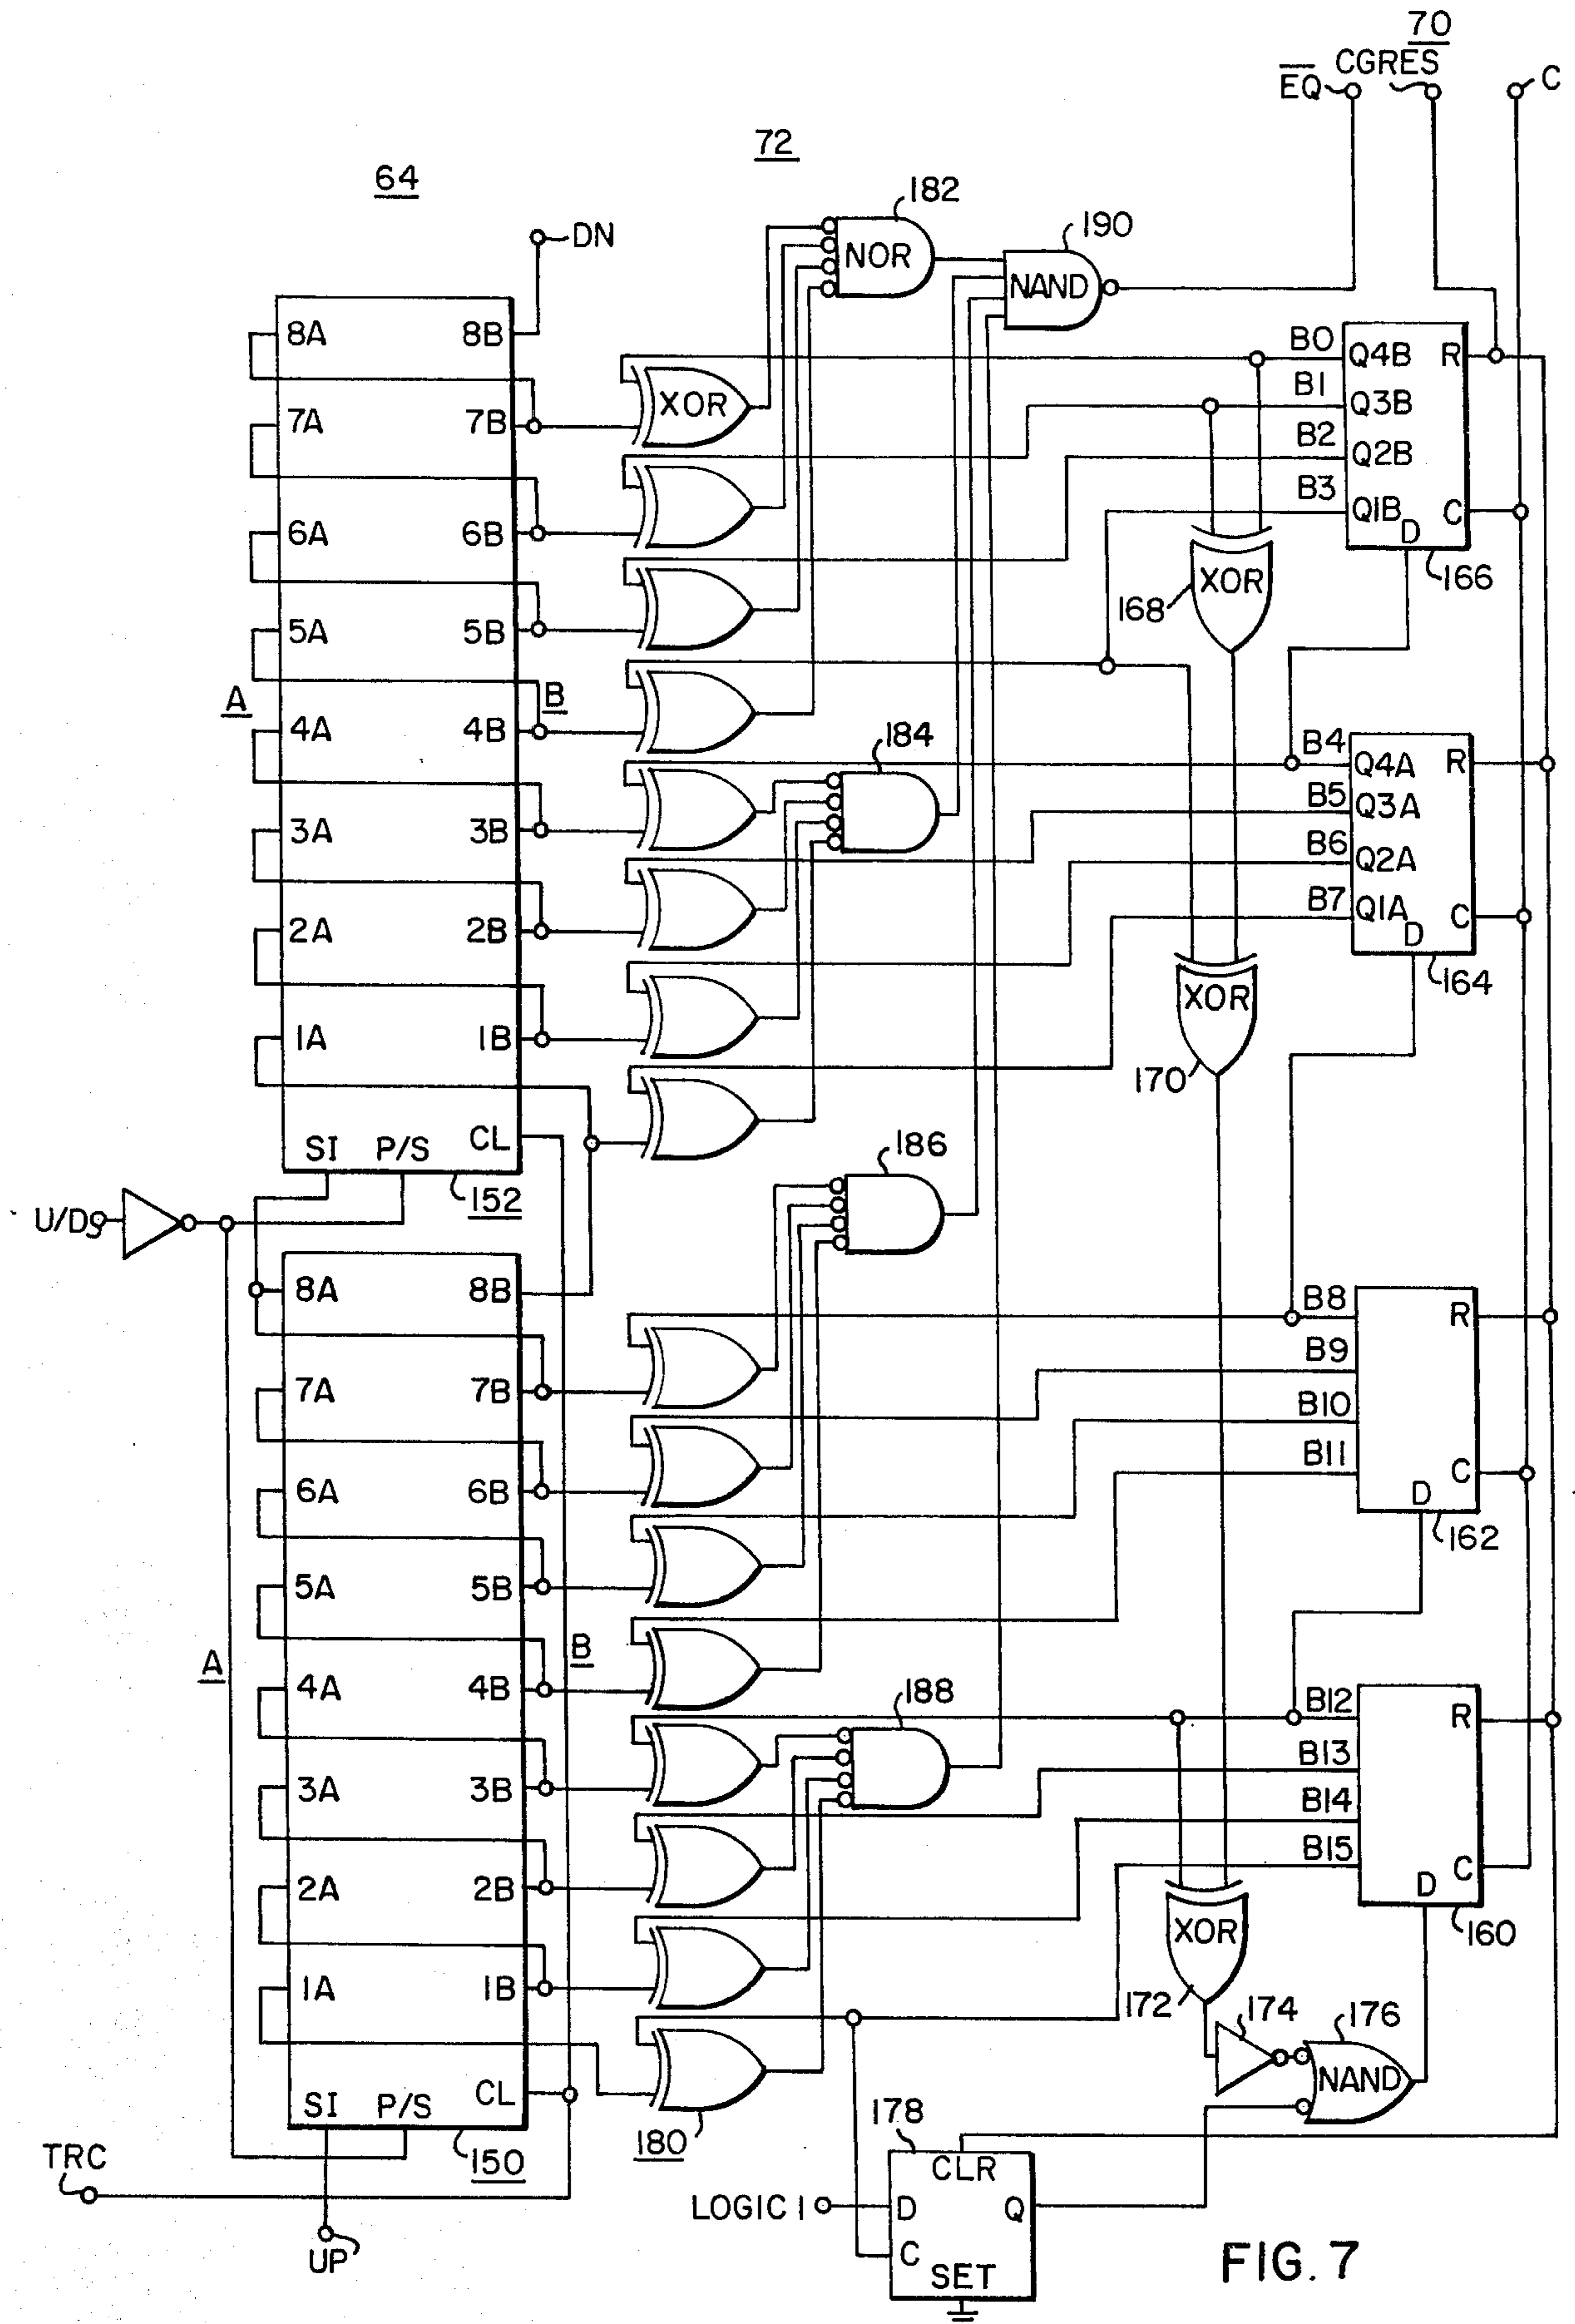 70
EQ CGRES C
72
64
182
DN
NOR
190
NAND
8A 8B
B0 Q4B R
XOR
B1 Q3B
7A 7B
B2 Q2B
B3 Q1B D C
6A 6B
XOR
166
168
5A 5B
A B
4A 4B
184
B4 Q4A R
B5 Q3A
3A 3B
B6 Q2A
B7 Q1A D C
2A 2B
164
XOR
1A 1B
170
SI P/S CL
186
152
U/D
8A 8B
B8 R
B9
7A 7B
B10
B11 D C
6A 6B
162
5A 5B
A B
4A 4B
188
B12 R
B13
3A 3B
B14
B15 D C
2A 2B
XOR
160
1A 1B
172
174
176
NAND
SI P/S CL
178
180
TRC
150
CLR
LOGIC 1 D Q
C
UP
SET
FIG. 7